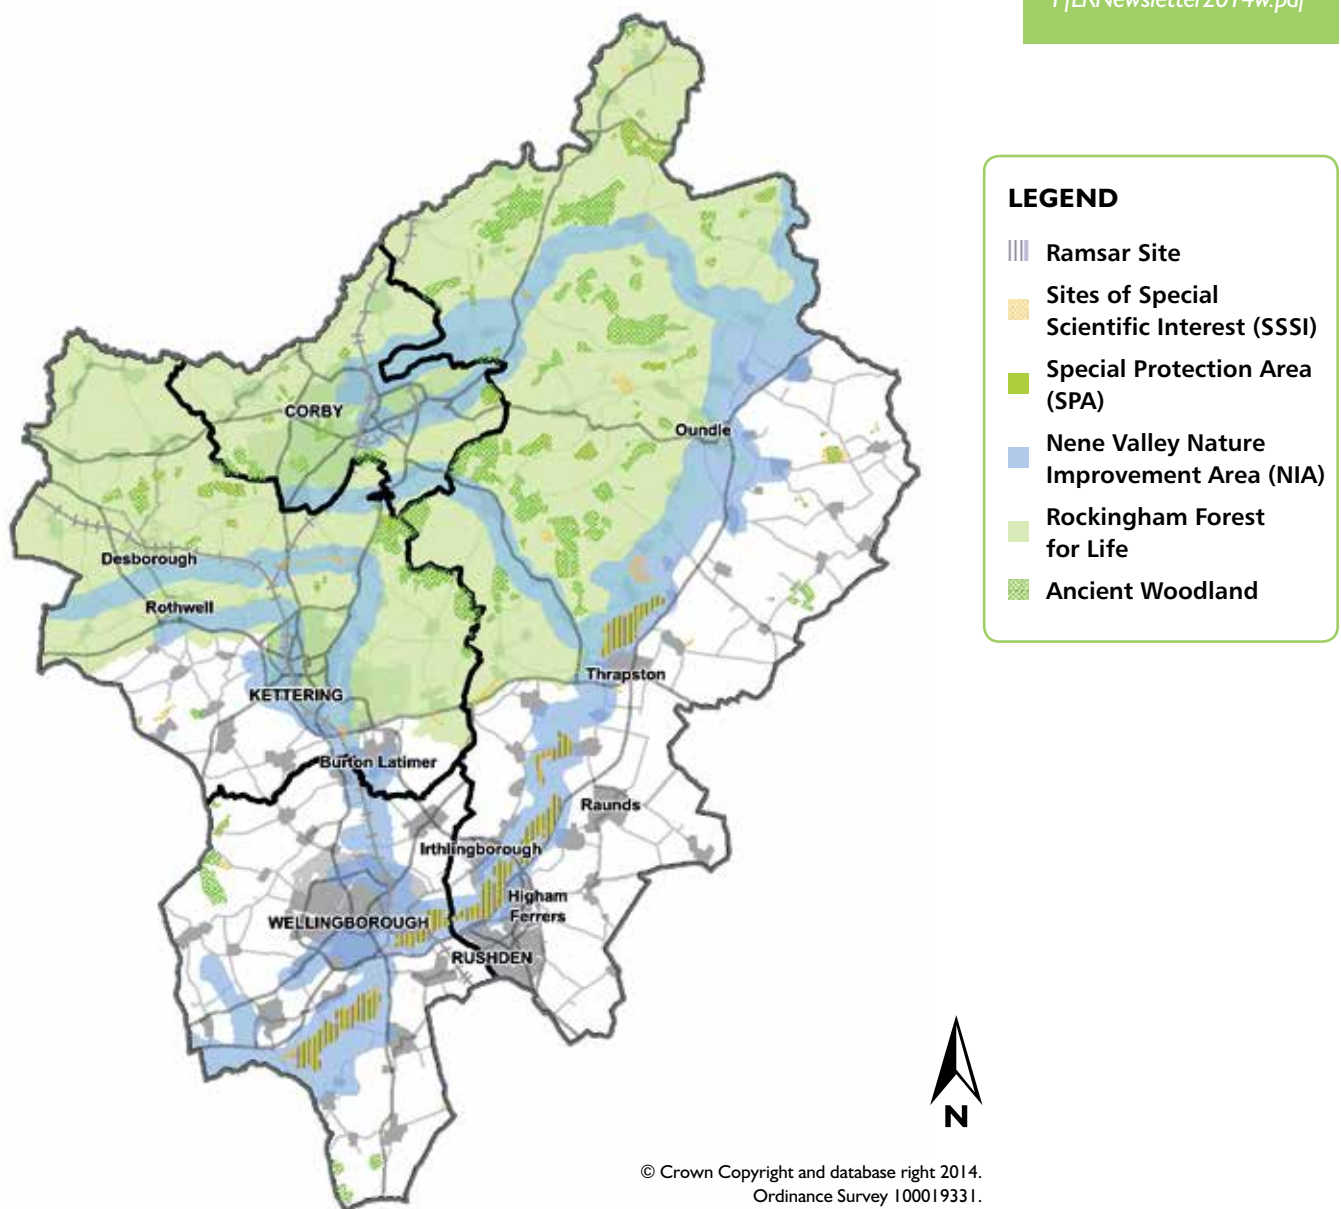 PfERNewsletter2014w.pdf
LEGEND
Ramsar Site
Sites of Special
Scientific Interest (SSSI)
Special Protection Area
(SPA)
Nene Valley Nature
Improvement Area (NIA)
Rockingham Forest
for Life
Ancient Woodland
CORBY
Oundle
Desborough
Rothwell
Thrapston
KETTERING
Burton Latimer
Raunds
Irthlingborough
Higham
Ferrers
WELLINGBOROUGH
RUSHDEN
N
© Crown Copyright and database right 2014.
Ordinance Survey 100019331.